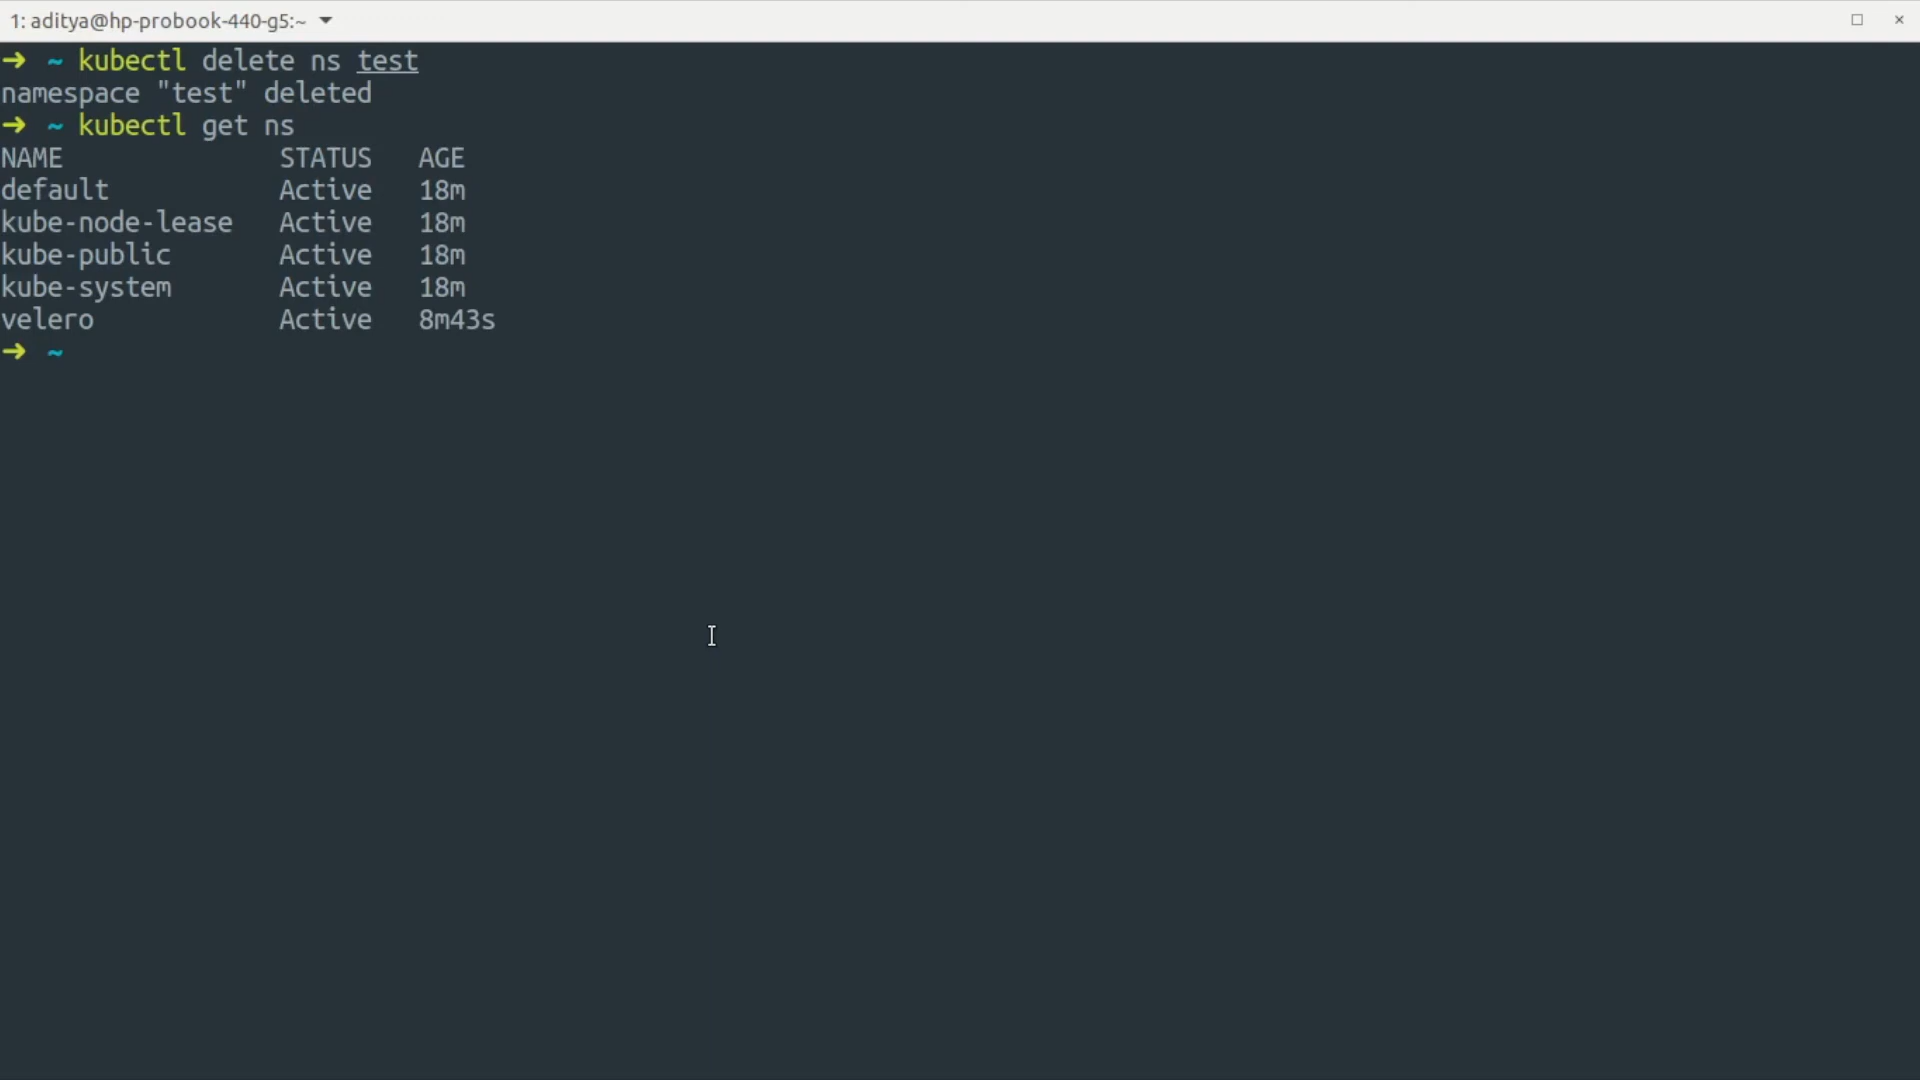 1: aditya@hp-probook-440-g5:~
➜ ~ kubectl delete ns test
namespace "test" deleted
➜ ~ kubectl get ns
NAME STATUS AGE
default Active 18m
kube-node-lease Active 18m
kube-public Active 18m
kube-system Active 18m
velero Active 8m43s
➜ ~